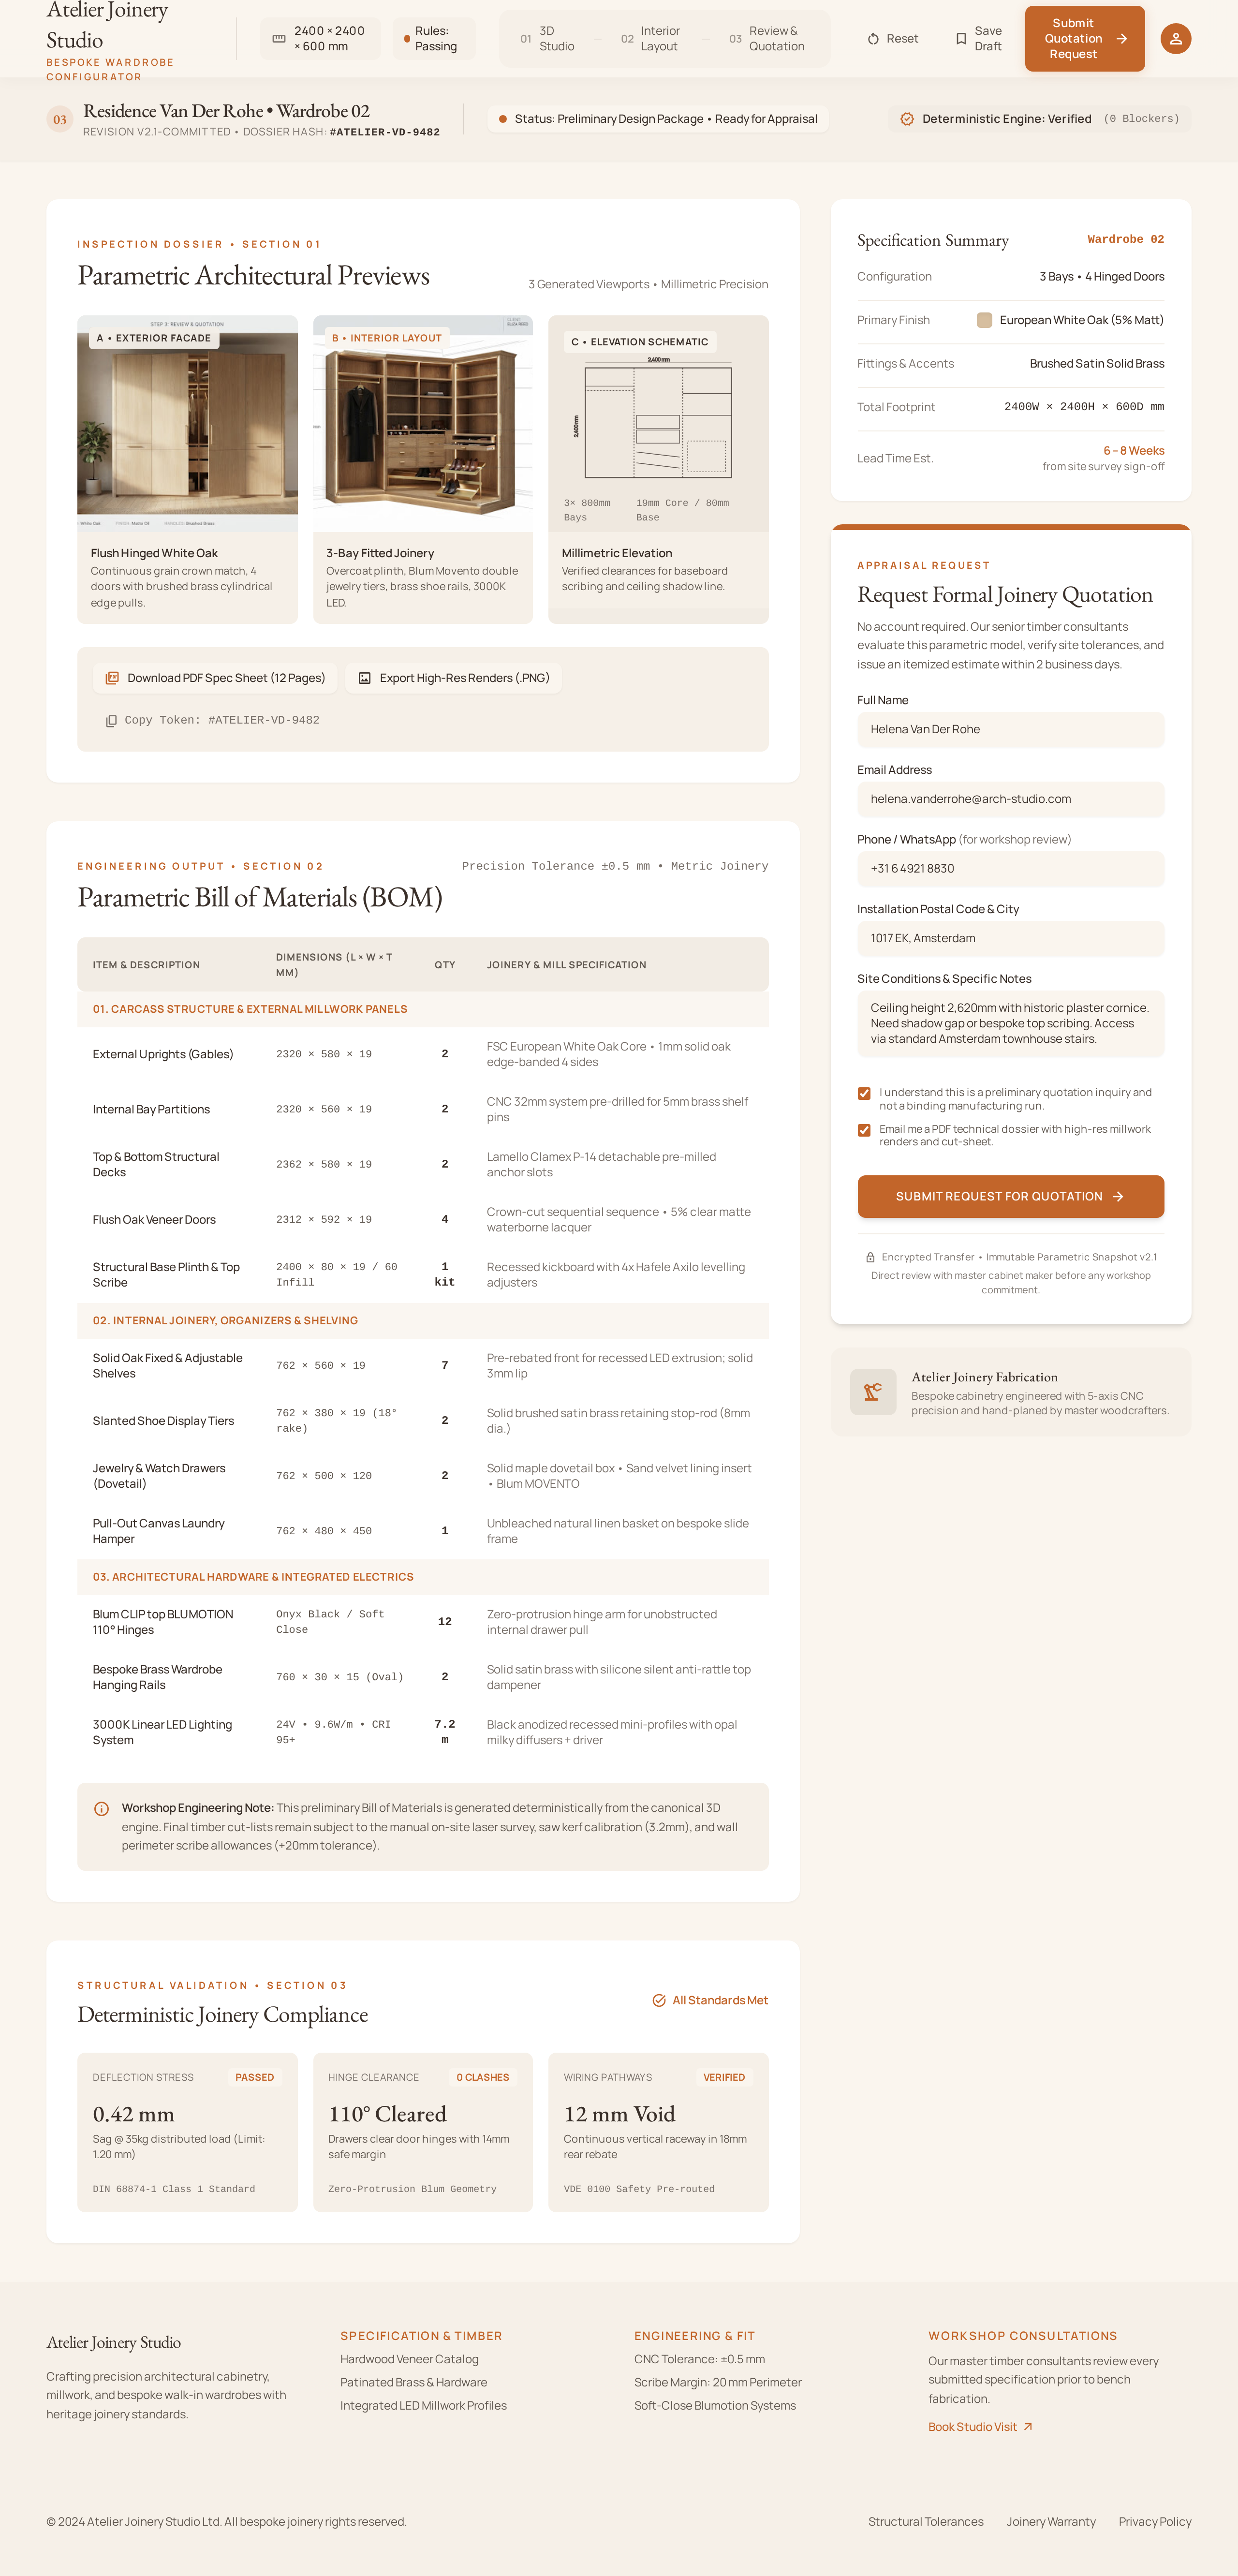 Atelier Joinery
Studio
BESPOKE WARDROBE
CONFIGURATOR
2400 × 2400
× 600 mm
Rules:
Passing
01 3D
Studio
02 Interior
Layout
03 Review &
Quotation
Reset
Save
Draft
Submit
Quotation
Request
03
Residence Van Der Rohe • Wardrobe 02
REVISION V2.1-COMMITTED • DOSSIER HASH: #ATELIER-VD-9482
Status: Preliminary Design Package • Ready for Appraisal
Deterministic Engine: Verified (0 Blockers)
INSPECTION DOSSIER • SECTION 01
Parametric Architectural Previews
3 Generated Viewports • Millimetric Precision
STEP 3: REVIEW & QUOTATION
A • EXTERIOR FACADE
B • INTERIOR LAYOUT
C • ELEVATION SCHEMATIC
2,400 mm
2,400 mm
3× 800mm
Bays
19mm Core / 80mm
Base
Flush Hinged White Oak
Continuous grain crown match, 4
doors with brushed brass cylindrical
edge pulls.
3-Bay Fitted Joinery
Overcoat plinth, Blum Movento double
jewelry tiers, brass shoe rails, 3000K
LED.
Millimetric Elevation
Verified clearances for baseboard
scribing and ceiling shadow line.
Download PDF Spec Sheet (12 Pages)
Export High-Res Renders (.PNG)
Copy Token: #ATELIER-VD-9482
ENGINEERING OUTPUT • SECTION 02
Precision Tolerance ±0.5 mm • Metric Joinery
Parametric Bill of Materials (BOM)
ITEM & DESCRIPTION
DIMENSIONS (L × W × T
MM)
QTY
JOINERY & MILL SPECIFICATION
01. CARCASS STRUCTURE & EXTERNAL MILLWORK PANELS
External Uprights (Gables)
2320 × 580 × 19
2
FSC European White Oak Core • 1mm solid oak
edge-banded 4 sides
Internal Bay Partitions
2320 × 560 × 19
2
CNC 32mm system pre-drilled for 5mm brass shelf
pins
Top & Bottom Structural
Decks
2362 × 580 × 19
2
Lamello Clamex P-14 detachable pre-milled
anchor slots
Flush Oak Veneer Doors
2312 × 592 × 19
4
Crown-cut sequential sequence • 5% clear matte
waterborne lacquer
Structural Base Plinth & Top
Scribe
2400 × 80 × 19 / 60
Infill
1
kit
Recessed kickboard with 4x Hafele Axilo levelling
adjusters
02. INTERNAL JOINERY, ORGANIZERS & SHELVING
Solid Oak Fixed & Adjustable
Shelves
762 × 560 × 19
7
Pre-rebated front for recessed LED extrusion; solid
3mm lip
Slanted Shoe Display Tiers
762 × 380 × 19 (18°
rake)
2
Solid brushed satin brass retaining stop-rod (8mm
dia.)
Jewelry & Watch Drawers
(Dovetail)
762 × 500 × 120
2
Solid maple dovetail box • Sand velvet lining insert
• Blum MOVENTO
Pull-Out Canvas Laundry
Hamper
762 × 480 × 450
1
Unbleached natural linen basket on bespoke slide
frame
03. ARCHITECTURAL HARDWARE & INTEGRATED ELECTRICS
Blum CLIP top BLUMOTION
110° Hinges
Onyx Black / Soft
Close
12
Zero-protrusion hinge arm for unobstructed
internal drawer pull
Bespoke Brass Wardrobe
Hanging Rails
760 × 30 × 15 (Oval)
2
Solid satin brass with silicone silent anti-rattle top
dampener
3000K Linear LED Lighting
System
24V • 9.6W/m • CRI
95+
7.2
m
Black anodized recessed mini-profiles with opal
milky diffusers + driver
Workshop Engineering Note: This preliminary Bill of Materials is generated deterministically from the canonical 3D
engine. Final timber cut-lists remain subject to the manual on-site laser survey, saw kerf calibration (3.2mm), and wall
perimeter scribe allowances (+20mm tolerance).
STRUCTURAL VALIDATION • SECTION 03
Deterministic Joinery Compliance
All Standards Met
DEFLECTION STRESS
PASSED
0.42 mm
Sag @ 35kg distributed load (Limit:
1.20 mm)
DIN 68874-1 Class 1 Standard
HINGE CLEARANCE
0 CLASHES
110° Cleared
Drawers clear door hinges with 14mm
safe margin
Zero-Protrusion Blum Geometry
WIRING PATHWAYS
VERIFIED
12 mm Void
Continuous vertical raceway in 18mm
rear rebate
VDE 0100 Safety Pre-routed
Specification Summary
Wardrobe 02
Configuration
3 Bays • 4 Hinged Doors
Primary Finish
European White Oak (5% Matt)
Fittings & Accents
Brushed Satin Solid Brass
Total Footprint
2400W × 2400H × 600D mm
Lead Time Est.
6 – 8 Weeks
from site survey sign-off
APPRAISAL REQUEST
Request Formal Joinery Quotation
No account required. Our senior timber consultants
evaluate this parametric model, verify site tolerances, and
issue an itemized estimate within 2 business days.
Full Name
Helena Van Der Rohe
Email Address
helena.vanderrohe@arch-studio.com
Phone / WhatsApp (for workshop review)
+31 6 4921 8830
Installation Postal Code & City
1017 EK, Amsterdam
Site Conditions & Specific Notes
Ceiling height 2,620mm with historic plaster cornice.
Need shadow gap or bespoke top scribing. Access
via standard Amsterdam townhouse stairs.
I understand this is a preliminary quotation inquiry and
not a binding manufacturing run.
Email me a PDF technical dossier with high-res millwork
renders and cut-sheet.
SUBMIT REQUEST FOR QUOTATION
Encrypted Transfer • Immutable Parametric Snapshot v2.1
Direct review with master cabinet maker before any workshop
commitment.
Atelier Joinery Fabrication
Bespoke cabinetry engineered with 5-axis CNC
precision and hand-planed by master woodcrafters.
Atelier Joinery Studio
Crafting precision architectural cabinetry,
millwork, and bespoke walk-in wardrobes with
heritage joinery standards.
SPECIFICATION & TIMBER
Hardwood Veneer Catalog
Patinated Brass & Hardware
Integrated LED Millwork Profiles
ENGINEERING & FIT
CNC Tolerance: ±0.5 mm
Scribe Margin: 20 mm Perimeter
Soft-Close Blumotion Systems
WORKSHOP CONSULTATIONS
Our master timber consultants review every
submitted specification prior to bench
fabrication.
Book Studio Visit
© 2024 Atelier Joinery Studio Ltd. All bespoke joinery rights reserved.
Structural Tolerances
Joinery Warranty
Privacy Policy